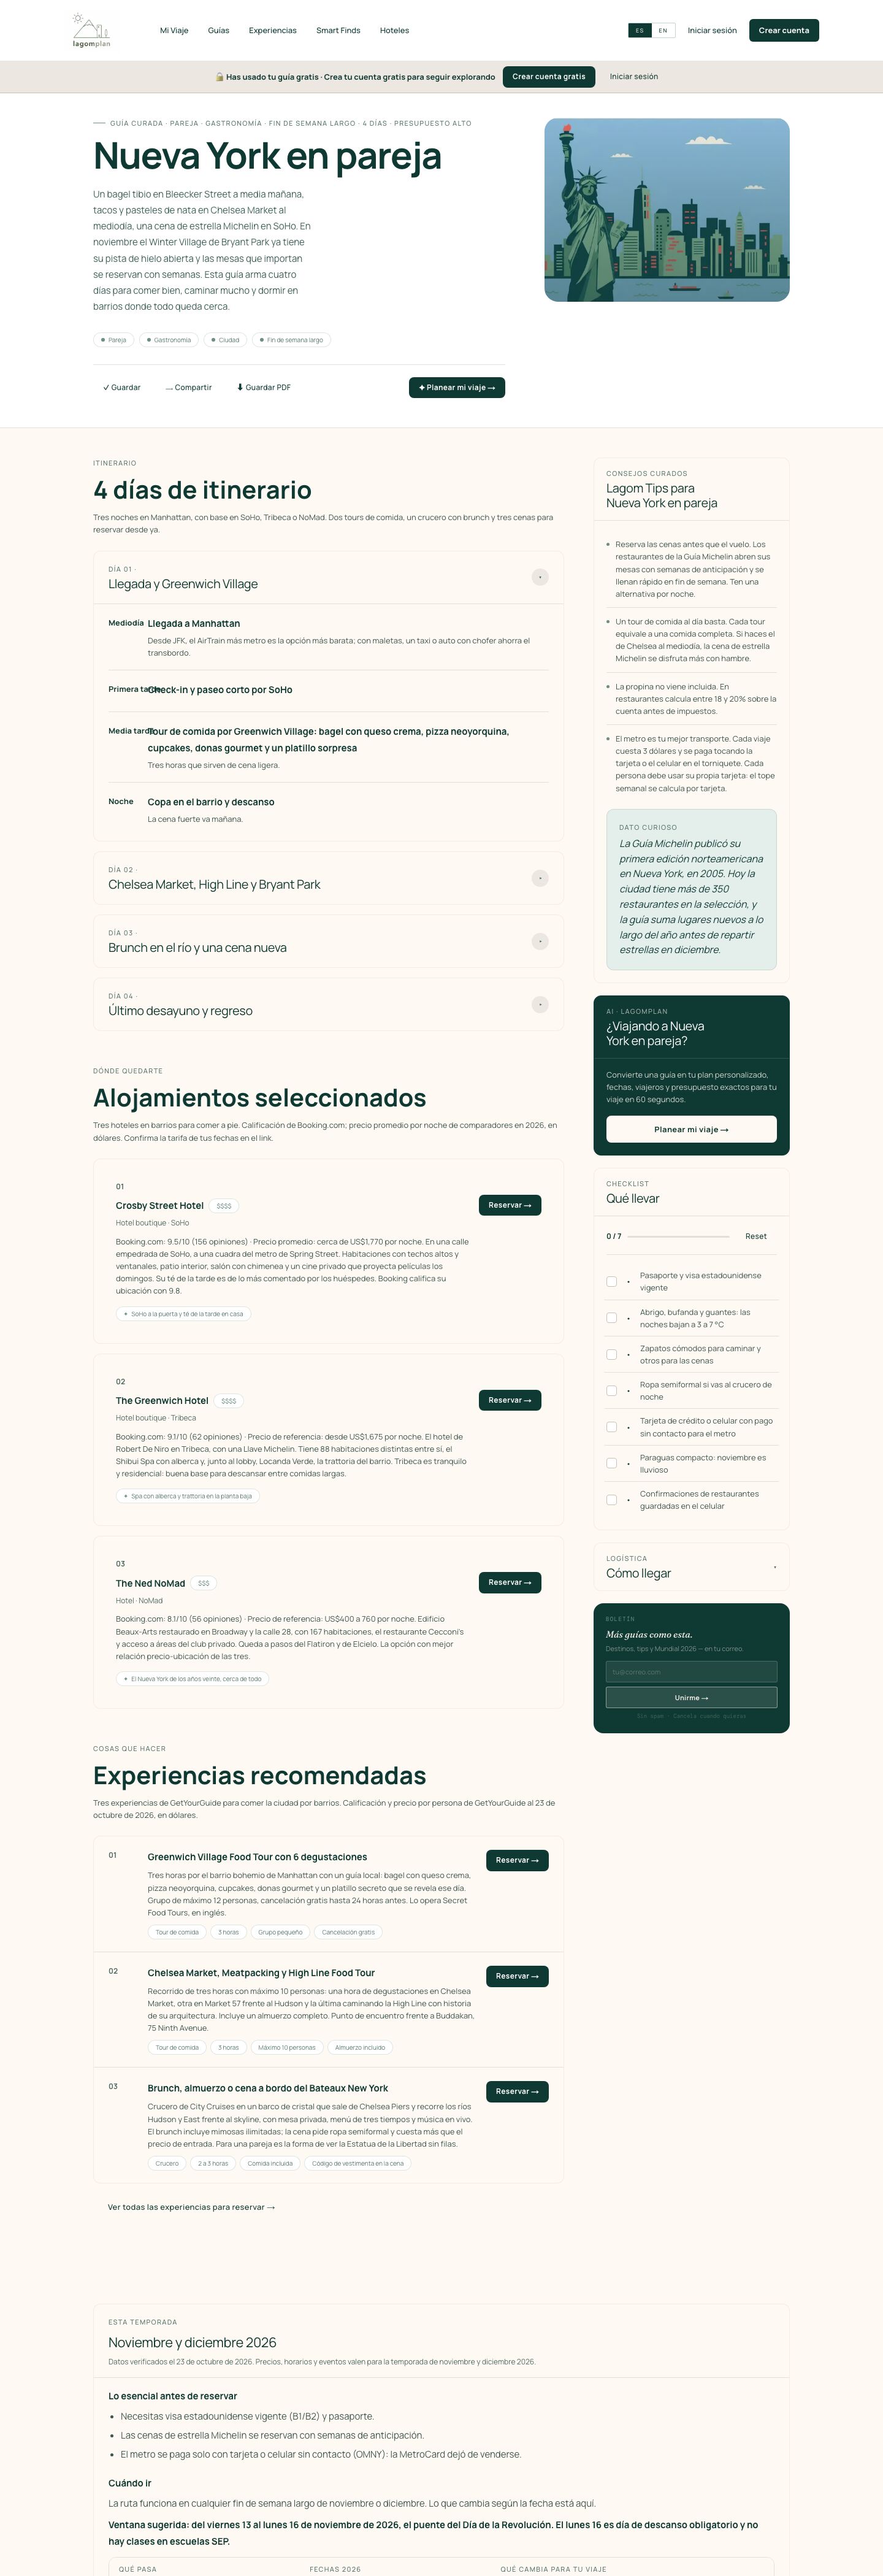 lagomplan
Mi Viaje
Guías
Experiencias
Smart Finds
Hoteles
ES
EN
Iniciar sesión
Crear cuenta
🔒 Has usado tu guía gratis · Crea tu cuenta gratis para seguir explorando
Crear cuenta gratis
Iniciar sesión
GUÍA CURADA · PAREJA · GASTRONOMÍA · FIN DE SEMANA LARGO · 4 DÍAS · PRESUPUESTO ALTO
Nueva York en pareja
Un bagel tibio en Bleecker Street a media mañana,
tacos y pasteles de nata en Chelsea Market al
mediodía, una cena de estrella Michelin en SoHo. En
noviembre el Winter Village de Bryant Park ya tiene
su pista de hielo abierta y las mesas que importan
se reservan con semanas. Esta guía arma cuatro
días para comer bien, caminar mucho y dormir en
barrios donde todo queda cerca.
Pareja
Gastronomía
Ciudad
Fin de semana largo
✓ Guardar
Compartir
⬇ Guardar PDF
✦ Planear mi viaje →
ITINERARIO
4 días de itinerario
Tres noches en Manhattan, con base en SoHo, Tribeca o NoMad. Dos tours de comida, un crucero con brunch y tres cenas para
reservar desde ya.
DÍA 01 ·
Llegada y Greenwich Village
Mediodía
Llegada a Manhattan
Desde JFK, el AirTrain más metro es la opción más barata; con maletas, un taxi o auto con chofer ahorra el
transbordo.
Primera tarde
Check-in y paseo corto por SoHo
Media tarde
Tour de comida por Greenwich Village: bagel con queso crema, pizza neoyorquina,
cupcakes, donas gourmet y un platillo sorpresa
Tres horas que sirven de cena ligera.
Noche
Copa en el barrio y descanso
La cena fuerte va mañana.
DÍA 02 ·
Chelsea Market, High Line y Bryant Park
DÍA 03 ·
Brunch en el río y una cena nueva
DÍA 04 ·
Último desayuno y regreso
DÓNDE QUEDARTE
Alojamientos seleccionados
Tres hoteles en barrios para comer a pie. Calificación de Booking.com; precio promedio por noche de comparadores en 2026, en
dólares. Confirma la tarifa de tus fechas en el link.
01
Crosby Street Hotel
$$$$
Reservar →
Hotel boutique · SoHo
Booking.com: 9.5/10 (156 opiniones) · Precio promedio: cerca de US$1,770 por noche. En una calle
empedrada de SoHo, a una cuadra del metro de Spring Street. Habitaciones con techos altos y
ventanales, patio interior, salón con chimenea y un cine privado que proyecta películas los
domingos. Su té de la tarde es de lo más comentado por los huéspedes. Booking califica su
ubicación con 9.8.
✦ SoHo a la puerta y té de la tarde en casa
02
The Greenwich Hotel
$$$$
Reservar →
Hotel boutique · Tribeca
Booking.com: 9.1/10 (62 opiniones) · Precio de referencia: desde US$1,675 por noche. El hotel de
Robert De Niro en Tribeca, con una Llave Michelin. Tiene 88 habitaciones distintas entre sí, el
Shibui Spa con alberca y, junto al lobby, Locanda Verde, la trattoria del barrio. Tribeca es tranquilo
y residencial: buena base para descansar entre comidas largas.
✦ Spa con alberca y trattoria en la planta baja
03
The Ned NoMad
$$$
Reservar →
Hotel · NoMad
Booking.com: 8.1/10 (56 opiniones) · Precio de referencia: US$400 a 760 por noche. Edificio
Beaux-Arts restaurado en Broadway y la calle 28, con 167 habitaciones, el restaurante Cecconi's
y acceso a áreas del club privado. Queda a pasos del Flatiron y de Elcielo. La opción con mejor
relación precio-ubicación de las tres.
✦ El Nueva York de los años veinte, cerca de todo
COSAS QUE HACER
Experiencias recomendadas
Tres experiencias de GetYourGuide para comer la ciudad por barrios. Calificación y precio por persona de GetYourGuide al 23 de
octubre de 2026, en dólares.
01
Greenwich Village Food Tour con 6 degustaciones
Reservar →
Tres horas por el barrio bohemio de Manhattan con un guía local: bagel con queso crema,
pizza neoyorquina, cupcakes, donas gourmet y un platillo secreto que se revela ese día.
Grupo de máximo 12 personas, cancelación gratis hasta 24 horas antes. Lo opera Secret
Food Tours, en inglés.
Tour de comida
3 horas
Grupo pequeño
Cancelación gratis
02
Chelsea Market, Meatpacking y High Line Food Tour
Reservar →
Recorrido de tres horas con máximo 10 personas: una hora de degustaciones en Chelsea
Market, otra en Market 57 frente al Hudson y la última caminando la High Line con historia
de su arquitectura. Incluye un almuerzo completo. Punto de encuentro frente a Buddakan,
75 Ninth Avenue.
Tour de comida
3 horas
Máximo 10 personas
Almuerzo incluido
03
Brunch, almuerzo o cena a bordo del Bateaux New York
Reservar →
Crucero de City Cruises en un barco de cristal que sale de Chelsea Piers y recorre los ríos
Hudson y East frente al skyline, con mesa privada, menú de tres tiempos y música en vivo.
El brunch incluye mimosas ilimitadas; la cena pide ropa semiformal y cuesta más que el
precio de entrada. Para una pareja es la forma de ver la Estatua de la Libertad sin filas.
Crucero
2 a 3 horas
Comida incluida
Código de vestimenta en la cena
Ver todas las experiencias para reservar →
CONSEJOS CURADOS
Lagom Tips para
Nueva York en pareja
Reserva las cenas antes que el vuelo. Los
restaurantes de la Guía Michelin abren sus
mesas con semanas de anticipación y se
llenan rápido en fin de semana. Ten una
alternativa por noche.
Un tour de comida al día basta. Cada tour
equivale a una comida completa. Si haces el
de Chelsea al mediodía, la cena de estrella
Michelin se disfruta más con hambre.
La propina no viene incluida. En
restaurantes calcula entre 18 y 20% sobre la
cuenta antes de impuestos.
El metro es tu mejor transporte. Cada viaje
cuesta 3 dólares y se paga tocando la
tarjeta o el celular en el torniquete. Cada
persona debe usar su propia tarjeta: el tope
semanal se calcula por tarjeta.
DATO CURIOSO
La Guía Michelin publicó su
primera edición norteamericana
en Nueva York, en 2005. Hoy la
ciudad tiene más de 350
restaurantes en la selección, y
la guía suma lugares nuevos a lo
largo del año antes de repartir
estrellas en diciembre.
AI · LAGOMPLAN
¿Viajando a Nueva
York en pareja?
Convierte una guía en tu plan personalizado,
fechas, viajeros y presupuesto exactos para tu
viaje en 60 segundos.
Planear mi viaje →
CHECKLIST
Qué llevar
0 / 7
Reset
Pasaporte y visa estadounidense
vigente
Abrigo, bufanda y guantes: las
noches bajan a 3 a 7 °C
Zapatos cómodos para caminar y
otros para las cenas
Ropa semiformal si vas al crucero de
noche
Tarjeta de crédito o celular con pago
sin contacto para el metro
Paraguas compacto: noviembre es
lluvioso
Confirmaciones de restaurantes
guardadas en el celular
LOGÍSTICA
Cómo llegar
BOLETÍN
Más guías como esta.
Destinos, tips y Mundial 2026 — en tu correo.
tu@correo.com
Unirme →
Sin spam · Cancela cuando quieras
ESTA TEMPORADA
Noviembre y diciembre 2026
Datos verificados el 23 de octubre de 2026. Precios, horarios y eventos valen para la temporada de noviembre y diciembre 2026.
Lo esencial antes de reservar
Necesitas visa estadounidense vigente (B1/B2) y pasaporte.
Las cenas de estrella Michelin se reservan con semanas de anticipación.
El metro se paga solo con tarjeta o celular sin contacto (OMNY): la MetroCard dejó de venderse.
Cuándo ir
La ruta funciona en cualquier fin de semana largo de noviembre o diciembre. Lo que cambia según la fecha está aquí.
Ventana sugerida: del viernes 13 al lunes 16 de noviembre de 2026, el puente del Día de la Revolución. El lunes 16 es día de descanso obligatorio y no
hay clases en escuelas SEP.
QUÉ PASA
FECHAS 2026
QUÉ CAMBIA PARA TU VIAJE